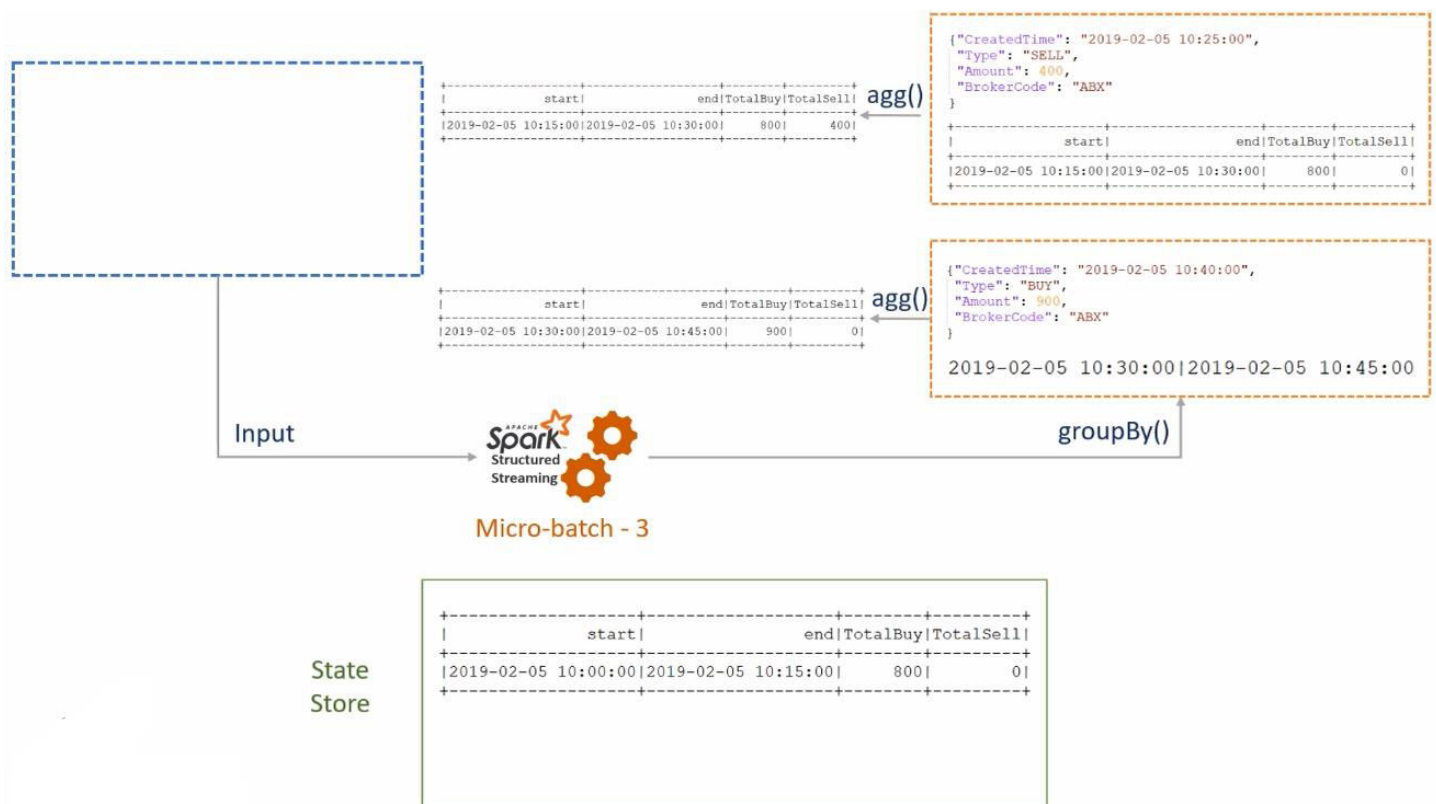 {"CreatedTime": "2019-02-05 10:25:00",
"Type": "SELL",
"Amount": 400,
"BrokerCode": "ABX"
}
+-------------------+-------------------+--------+---------+
| start| end|TotalBuy|TotalSell|
+-------------------+-------------------+--------+---------+
|2019-02-05 10:15:00|2019-02-05 10:30:00| 800| 0|
+-------------------+-------------------+--------+---------+
agg()
+-------------------+-------------------+--------+---------+
| start| end|TotalBuy|TotalSell|
+-------------------+-------------------+--------+---------+
|2019-02-05 10:15:00|2019-02-05 10:30:00| 800| 400|
+-------------------+-------------------+--------+---------+
{"CreatedTime": "2019-02-05 10:40:00",
"Type": "BUY",
"Amount": 900,
"BrokerCode": "ABX"
}
2019-02-05 10:30:00|2019-02-05 10:45:00
agg()
+-------------------+-------------------+--------+---------+
| start| end|TotalBuy|TotalSell|
+-------------------+-------------------+--------+---------+
|2019-02-05 10:30:00|2019-02-05 10:45:00| 900| 0|
+-------------------+-------------------+--------+---------+
Input
APACHE
Spark
Structured
Streaming
groupBy()
Micro-batch - 3
State
Store
+-------------------+-------------------+--------+---------+
| start| end|TotalBuy|TotalSell|
+-------------------+-------------------+--------+---------+
|2019-02-05 10:00:00|2019-02-05 10:15:00| 800| 0|
+-------------------+-------------------+--------+---------+